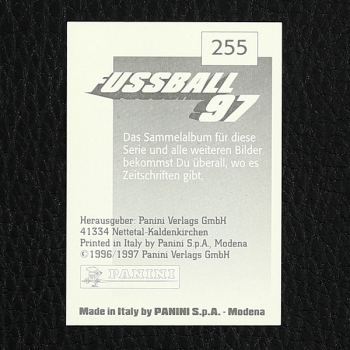 255
FUSSBALL
97
Das Sammelalbum für diese
Serie und alle weiteren Bilder
bekommst Du überall, wo es
Zeitschriften gibt.
Herausgeber: Panini Verlags GmbH
41334 Nettetal-Kaldenkirchen
Printed in Italy by Panini S.p.A., Modena
©1996/1997 Panini Verlags GmbH
PANINI
Made in Italy by PANINI S.p.A. - Modena